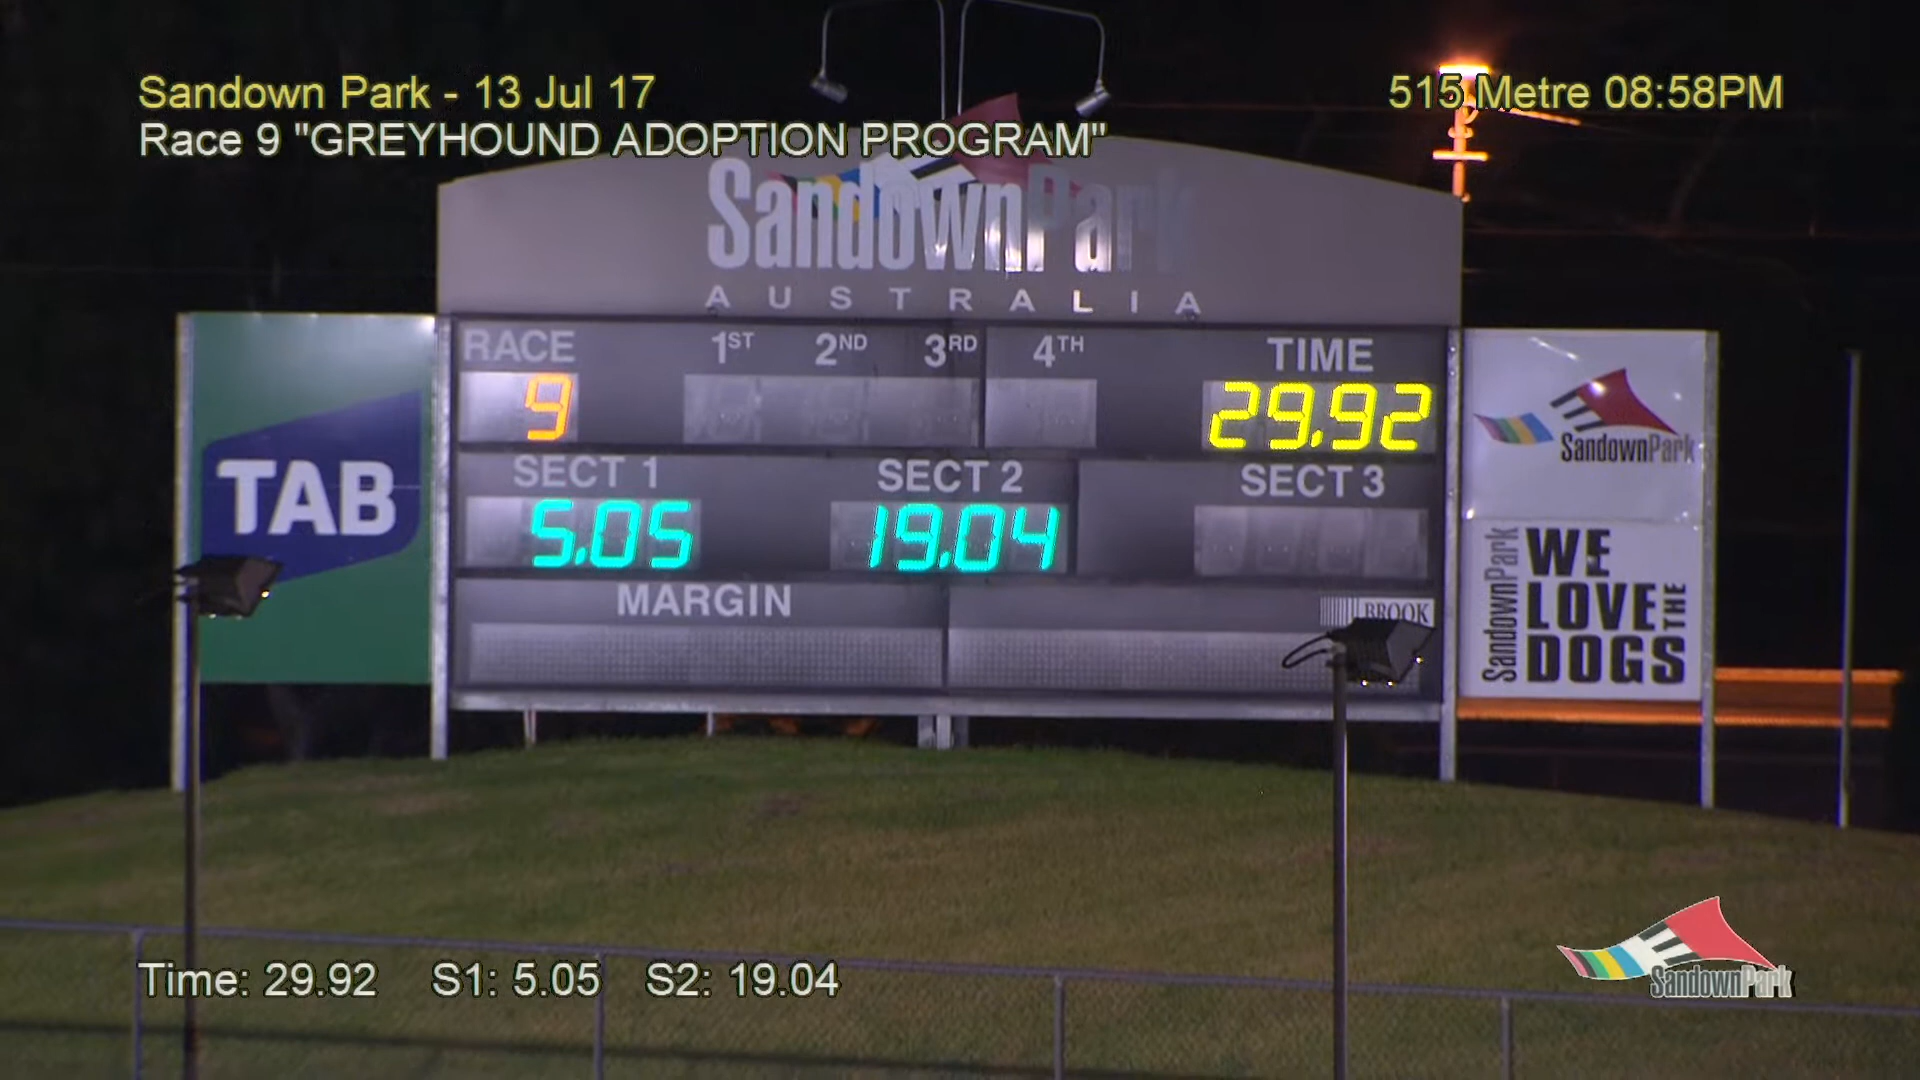 Sandown Park - 13 Jul 17
515 Metre 08:58PM
Race 9 "GREYHOUND ADOPTION PROGRAM"
SandownPark
AUSTRALIA
RACE 1ST 2ND 3RD 4TH TIME
9 29.92
SECT 1 SECT 2 SECT 3
5.05 19.04
MARGIN
BROOK
TAB
SandownPark
SandownPark
WE
LOVE THE
DOGS
Time: 29.92 S1: 5.05 S2: 19.04
SandownPark